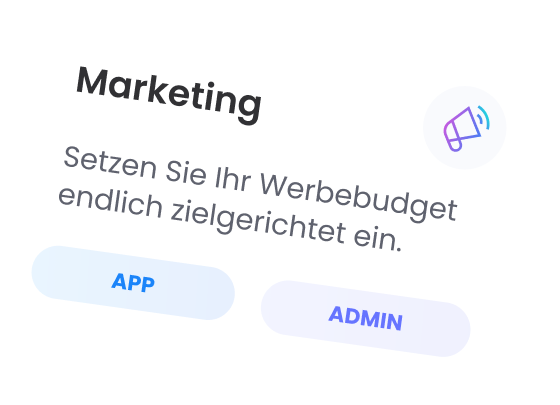 Marketing
Setzen Sie Ihr Werbebudget
endlich zielgerichtet ein.
APP
ADMIN